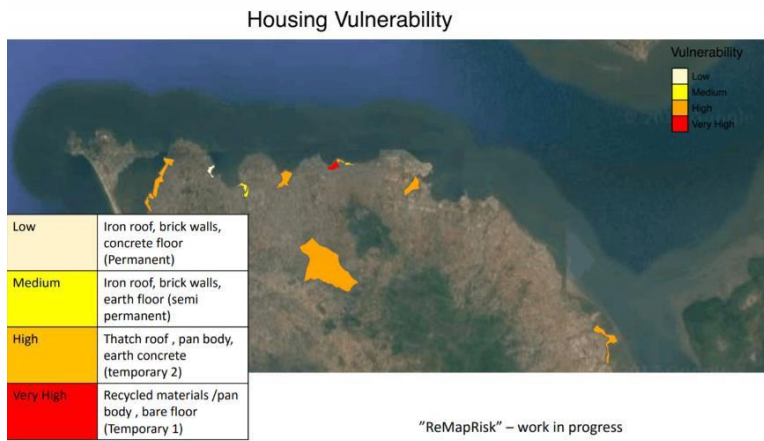 Housing Vulnerability
Vulnerability
Low
Medium
High
Very High
Low
Iron roof, brick walls,
concrete floor
(Permanent)
Medium
Iron roof, brick walls,
earth floor (semi
permanent)
High
Thatch roof , pan body,
earth concrete
(temporary 2)
Very High
Recycled materials /pan
body , bare floor
(Temporary 1)
”ReMapRisk” – work in progress